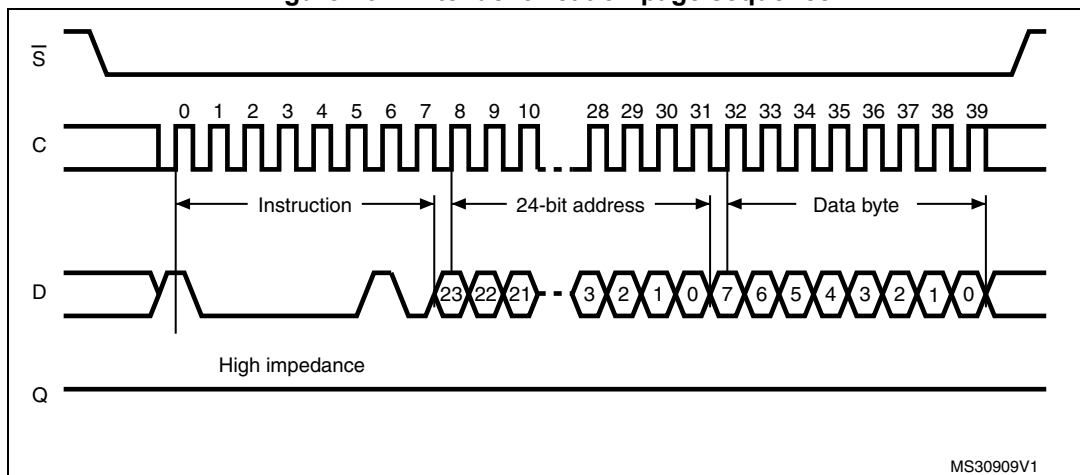 S
0 1 2 3 4 5 6 7 8 9 10 28 29 30 31 32 33 34 35 36 37 38 39
C
Instruction 24-bit address Data byte
D 23 22 21 3 2 1 0 7 6 5 4 3 2 1 0
High impedance
Q
MS30909V1